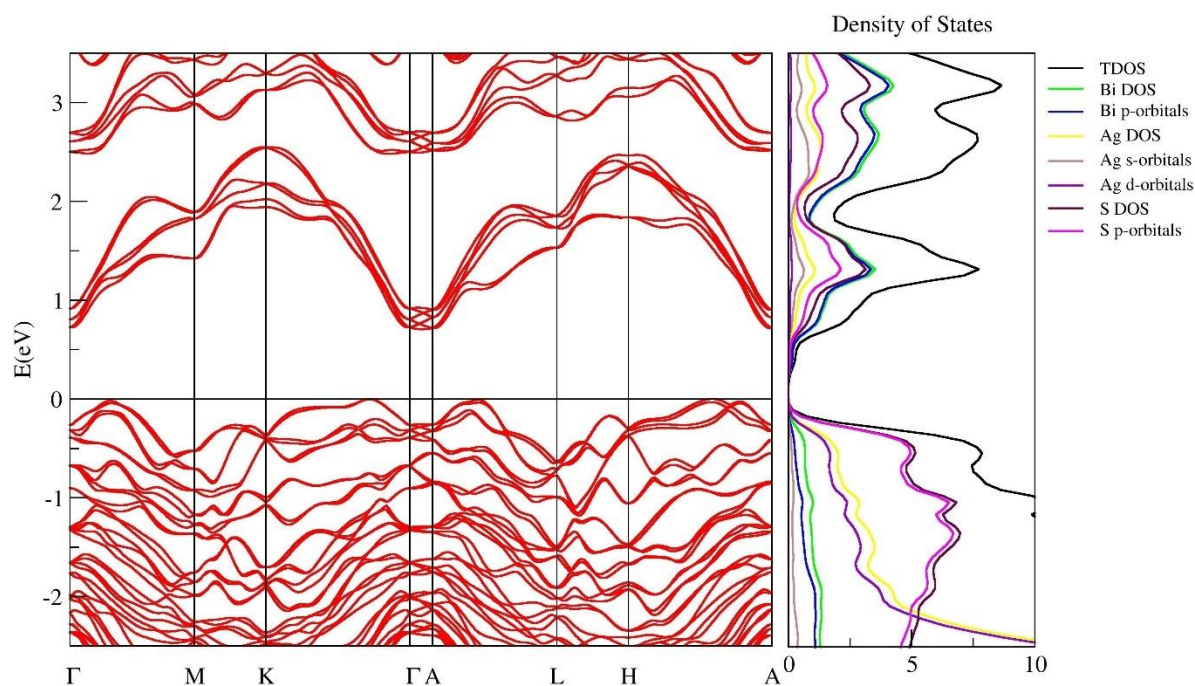 Density of States
TDOS
Bi DOS
Bi p-orbitals
Ag DOS
Ag s-orbitals
Ag d-orbitals
S DOS
S p-orbitals
E(eV)
3
2
1
0
-1
-2
Γ M K Γ A L H A
0 5 10